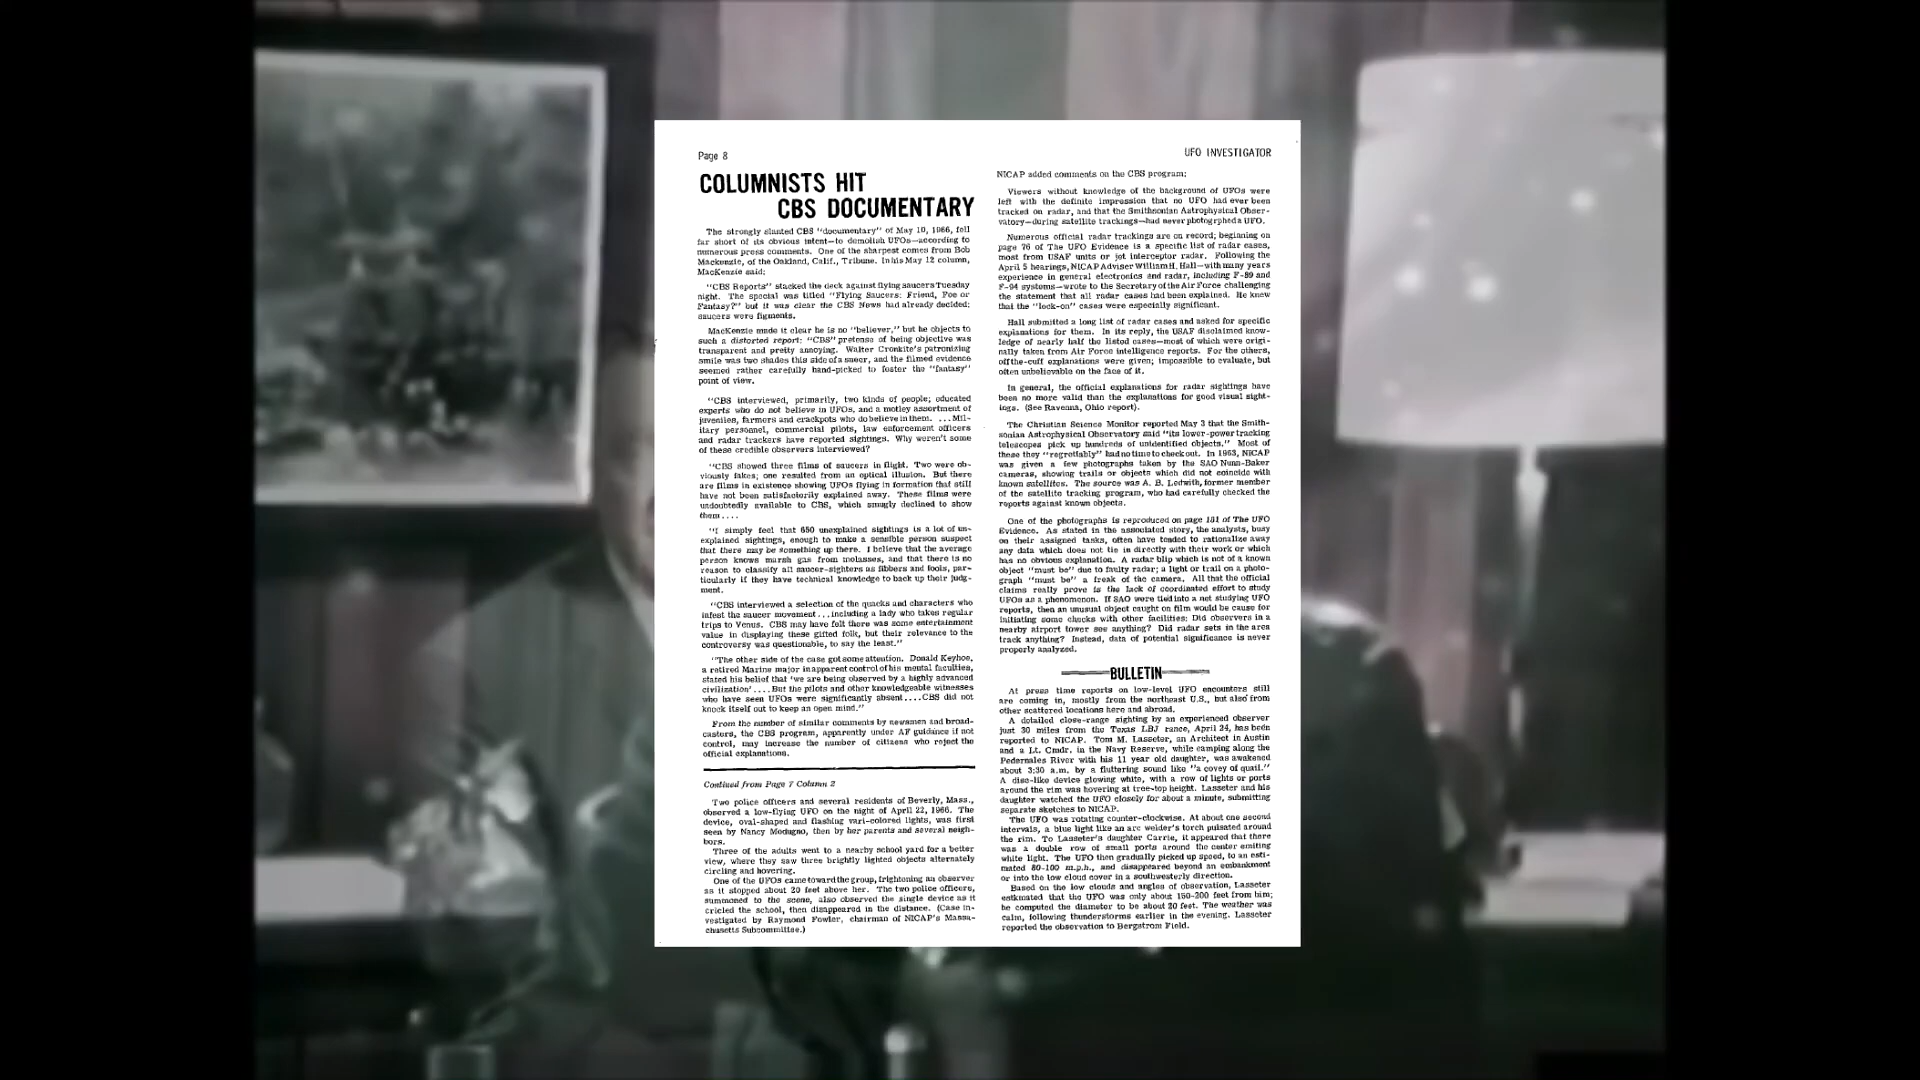 Page 8
UFO INVESTIGATOR
COLUMNISTS HIT
CBS DOCUMENTARY
The strongly slanted CBS "documentary" of May 10, 1966, fell
far short of its obvious intent—to demolish UFOs—according to
numerous press comments. One of the sharpest comes from Bob
Mackenzie, of the Oakland, Calif., Tribune. In his May 12 column,
MacKenzie said:
"CBS Reports" stacked the deck against flying saucers Tuesday
night. The special was titled "Flying Saucers: Friend, Foe or
Fantasy?" but it was clear the CBS News had already decided;
saucers were figments.
MacKenzie made it clear he is no "believer," but he objects to
such a distorted report: "CBS" pretense of being objective was
transparent and pretty annoying. Walter Cronkite's patronizing
smile was two shades this side of a sneer, and the filmed evidence
seemed rather carefully hand-picked to foster the "fantasy"
point of view.
"CBS interviewed, primarily, two kinds of people; educated
experts who do not believe in UFOs, and a motley assortment of
juveniles, farmers and crackpots who do believe in them. ...Mil-
itary personnel, commercial pilots, law enforcement officers
and radar trackers have reported sightings. Why weren't some
of these credible observers interviewed?
"CBS showed three films of saucers in flight. Two were ob-
viously fakes; one resulted from an optical illusion. But there
are films in existence showing UFOs flying in formation that still
have not been satisfactorily explained away. These films were
undoubtedly available to CBS, which smugly declined to show
them....
"I simply feel that 650 unexplained sightings is a lot of un-
explained sightings, enough to make a sensible person suspect
that there may be something up there. I believe that the average
person knows marsh gas from molasses, and that there is no
reason to classify all saucer-sighters as fibbers and fools, par-
ticularly if they have technical knowledge to back up their judg-
ment.
"CBS interviewed a selection of the quacks and characters who
infest the saucer movement...including a lady who takes regular
trips to Venus. CBS may have felt there was some entertainment
value in displaying these gifted folk, but their relevance to the
controversy was questionable, to say the least."
"The other side of the case got some attention. Donald Keyhoe,
a retired Marine major in apparent control of his mental faculties,
stated his belief that 'we are being observed by a highly advanced
civilization'....But the pilots and other knowledgeable witnesses
who have seen UFOs were significantly absent....CBS did not
knock itself out to keep an open mind."
From the number of similar comments by newsmen and broad-
casters, the CBS program, apparently under AF guidance if not
control, may increase the number of citizens who reject the
official explanations.
Contined from Page 7 Column 2
Two police officers and several residents of Beverly, Mass.,
observed a low-flying UFO on the night of April 22, 1966. The
device, oval-shaped and flashing vari-colored lights, was first
seen by Nancy Modugno, then by her parents and several neigh-
bors.
Three of the adults went to a nearby school yard for a better
view, where they saw three brightly lighted objects alternately
circling and hovering.
One of the UFOs came toward the group, frightening an observer
as it stopped about 20 feet above her. The two police officers,
summoned to the scene, also observed the single device as it
cricled the school, then disappeared in the distance. (Case in-
vestigated by Raymond Fowler, chairman of NICAP's Massa-
chusetts Subcommittee.)
NICAP added comments on the CBS program;
Viewers without knowledge of the background of UFOs were
left with the definite impression that no UFO had ever been
tracked on radar, and that the Smithsonian Astrophysical Obser-
vatory—during satellite trackings—had never photogrphed a UFO.
Numerous official radar trackings are on record; beginning on
page 76 of The UFO Evidence is a specific list of radar cases,
most from USAF units or jet interceptor radar. Following the
April 5 hearings, NICAP Adviser William H. Hall—with many years
experience in general electronics and radar, including F-89 and
F-94 systems—wrote to the Secretary of the Air Force challenging
the statement that all radar cases had been explained. He knew
that the "lock-on" cases were especially significant.
Hall submitted a long list of radar cases and asked for specific
explanations for them. In its reply, the USAF disclaimed know-
ledge of nearly half the listed cases—most of which were origi-
nally taken from Air Force intelligence reports. For the others,
off-the-cuff explanations were given; impossible to evaluate, but
often unbelievable on the face of it.
In general, the official explanations for radar sightings have
been no more valid than the explanations for good visual sight-
ings. (See Ravenna, Ohio report).
The Christian Science Monitor reported May 3 that the Smith-
sonian Astrophysical Observatory said "its lower-power tracking
telescopes pick up hundreds of unidentified objects." Most of
these they "regrettably" had no time to check out. In 1963, NICAP
was given a few photographs taken by the SAO Nunn-Baker
cameras, showing trails or objects which did not coincide with
known satellites. The source was A. B. Ledwith, former member
of the satellite tracking program, who had carefully checked the
reports against known objects.
One of the photographs is reproduced on page 181 of The UFO
Evidence. As stated in the associated story, the analysts, busy
on their assigned tasks, often have tended to rationalize away
any data which does not tie in directly with their work or which
has no obvious explanation. A radar blip which is not of a known
object "must be" due to faulty radar; a light or trail on a photo-
graph "must be" a freak of the camera. All that the official
claims really prove is the lack of coordinated effort to study
UFOs as a phenomenon. If SAO were tied into a net studying UFO
reports, then an unusual object caught on film would be cause for
initiating some checks with other facilities: Did observers in a
nearby airport tower see anything? Did radar sets in the area
track anything? Instead, data of potential significance is never
properly analyzed.
BULLETIN
At press time reports on low-level UFO encounters still
are coming in, mostly from the northeast U.S., but also from
other scattered locations here and abroad.
A detailed close-range sighting by an experienced observer
just 30 miles from the Texas LBJ rance, April 24, has been
reported to NICAP. Tom M. Lasseter, an Architect in Austin
and a Lt. Cmdr. in the Navy Reserve, while camping along the
Pedernales River with his 11 year old daughter, was awakened
about 3:30 a.m. by a fluttering sound like "a covey of quail."
A disc-like device glowing white, with a row of lights or ports
around the rim was hovering at tree-top height. Lasseter and his
daughter watched the UFO closely for about a minute, submitting
separate sketches to NICAP.
The UFO was rotating counter-clockwise. At about one second
intervals, a blue light like an arc welder's torch pulsated around
the rim. To Lasseter's daughter Carrie, it appeared that there
was a double row of small ports around the center emiting
white light. The UFO then gradually picked up speed, to an esti-
mated 80-100 m.p.h., and disappeared beyond an embankment
or into the low cloud cover in a southwesterly direction.
Based on the low clouds and angles of observation, Lasseter
estimated that the UFO was only about 150-200 feet from him;
he computed the diameter to be about 20 feet. The weather was
calm, following thunderstorms earlier in the evening. Lasseter
reported the observation to Bergstrom Field.